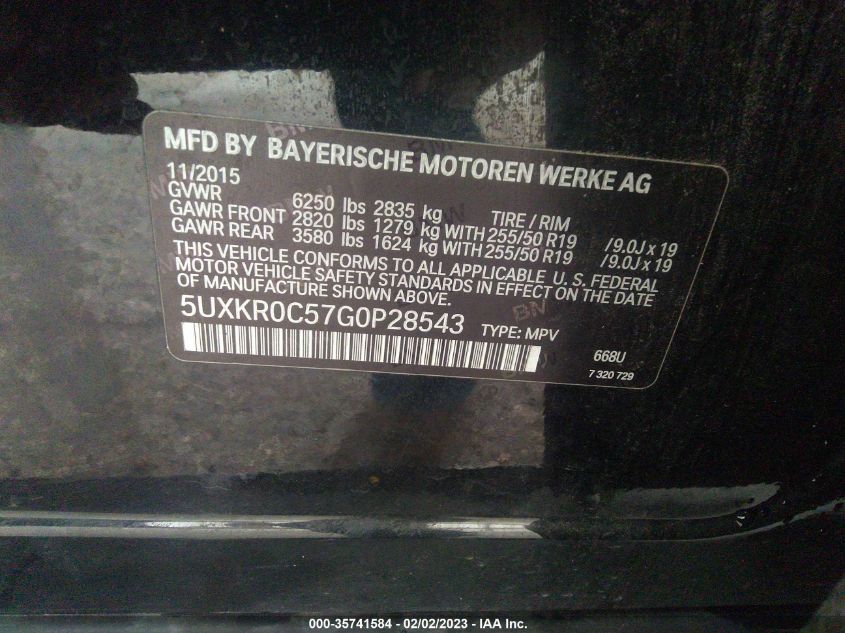 MFD BY BAYERISCHE MOTOREN WERKE AG
11/2015
GVWR 6250 lbs 2835 kg TIRE / RIM
GAWR FRONT 2820 lbs 1279 kg WITH 255/50 R19 /9.0J x 19
GAWR REAR 3580 lbs 1624 kg WITH 255/50 R19 /9.0J x 19
THIS VEHICLE CONFORMS TO ALL APPLICABLE U. S. FEDERAL
MOTOR VEHICLE SAFETY STANDARDS IN EFFECT ON THE DATE
OF MANUFACTURE SHOWN ABOVE.
5UXKR0C57G0P28543 TYPE: MPV
668U
7 320 729
000-35741584 - 02/02/2023 - IAA Inc.